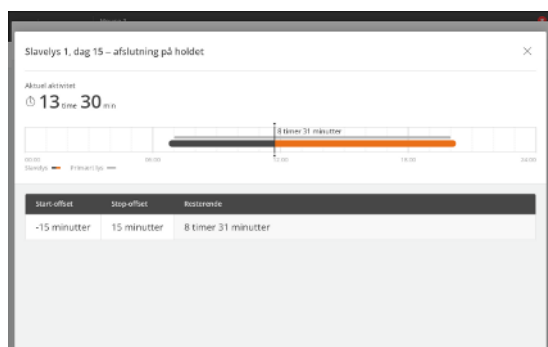 Slavelys 1, dag 15 – afslutning på holdet
Aktuel aktivitet
13 time 30 min
8 timer 31 minutter
00:00 06:00 12:00 18:00 24:00
Slavelys Primært lys
Start-offset Stop-offset Resterende
-15 minutter 15 minutter 8 timer 31 minutter